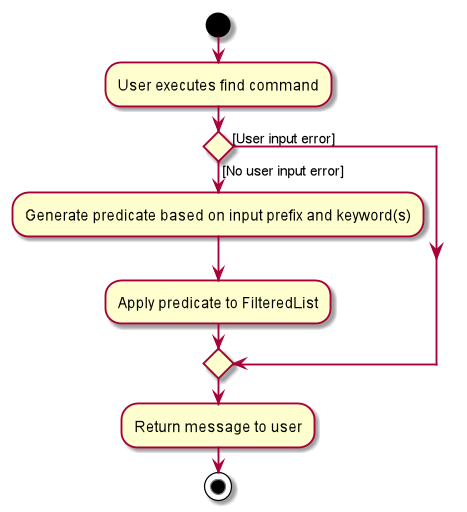 User executes find command
[User input error]
[No user input error]
Generate predicate based on input prefix and keyword(s)
Apply predicate to FilteredList
Return message to user